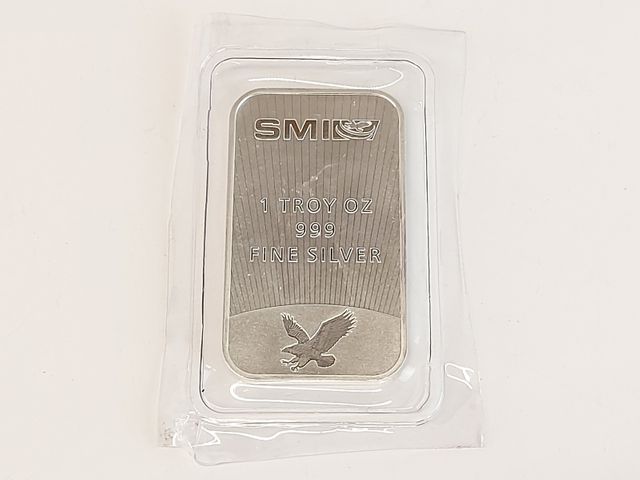 SMI
1 TROY OZ
999
FINE SILVER